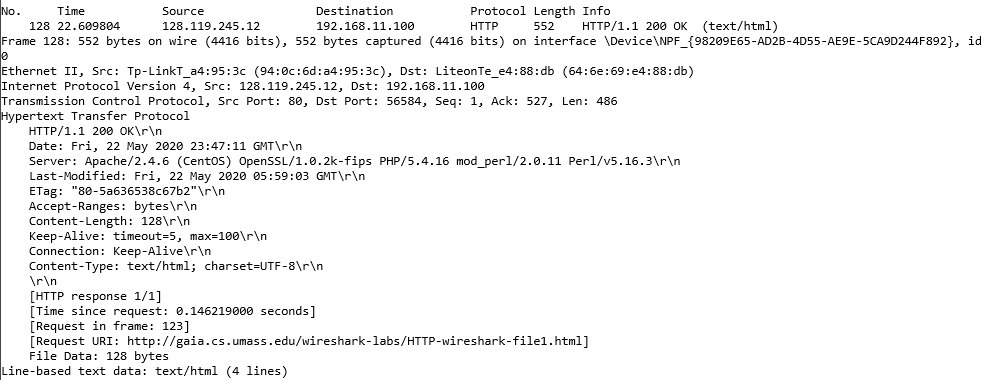 No. Time Source Destination Protocol Length Info
128 22.609804 128.119.245.12 192.168.11.100 HTTP 552 HTTP/1.1 200 OK (text/html)
Frame 128: 552 bytes on wire (4416 bits), 552 bytes captured (4416 bits) on interface \Device\NPF_{98209E65-AD2B-4D55-AE9E-5CA9D244F892}, id
0
Ethernet II, Src: Tp-LinkT_a4:95:3c (94:0c:6d:a4:95:3c), Dst: LiteonTe_e4:88:db (64:6e:69:e4:88:db)
Internet Protocol Version 4, Src: 128.119.245.12, Dst: 192.168.11.100
Transmission Control Protocol, Src Port: 80, Dst Port: 56584, Seq: 1, Ack: 527, Len: 486
Hypertext Transfer Protocol
HTTP/1.1 200 OK\r\n
Date: Fri, 22 May 2020 23:47:11 GMT\r\n
Server: Apache/2.4.6 (CentOS) OpenSSL/1.0.2k-fips PHP/5.4.16 mod_perl/2.0.11 Perl/v5.16.3\r\n
Last-Modified: Fri, 22 May 2020 05:59:03 GMT\r\n
ETag: "80-5a636538c67b2"\r\n
Accept-Ranges: bytes\r\n
Content-Length: 128\r\n
Keep-Alive: timeout=5, max=100\r\n
Connection: Keep-Alive\r\n
Content-Type: text/html; charset=UTF-8\r\n
\r\n
[HTTP response 1/1]
[Time since request: 0.146219000 seconds]
[Request in frame: 123]
[Request URI: http://gaia.cs.umass.edu/wireshark-labs/HTTP-wireshark-file1.html]
File Data: 128 bytes
Line-based text data: text/html (4 lines)